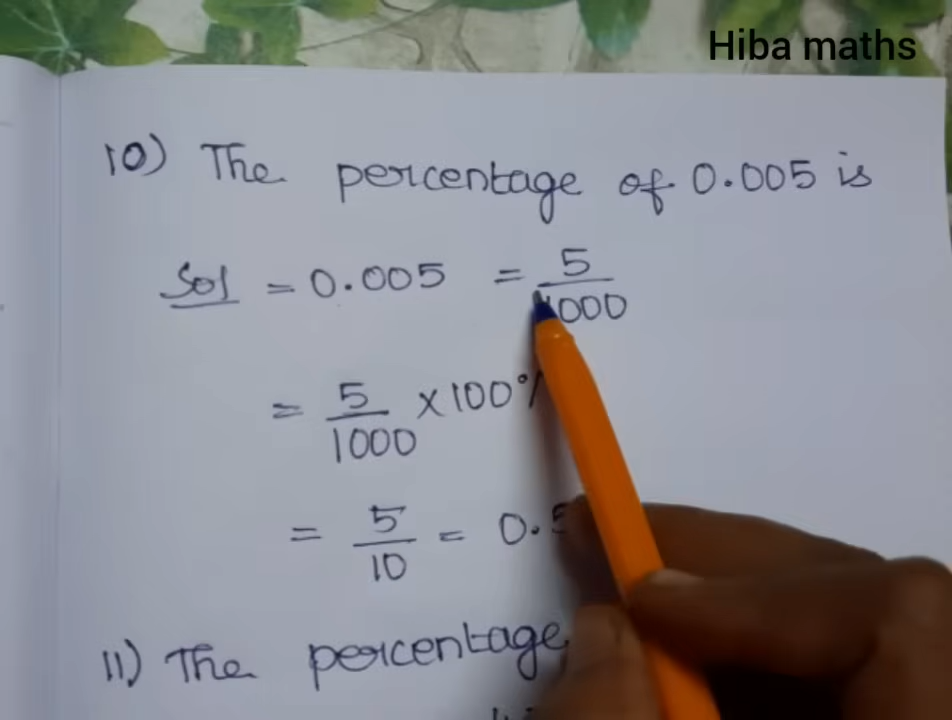 Hiba maths
10) The percentage of 0.005 is
Sol = 0.005 = 5/1000
= 5/1000 x 100%
= 5/10 = 0.5
11) The percentage